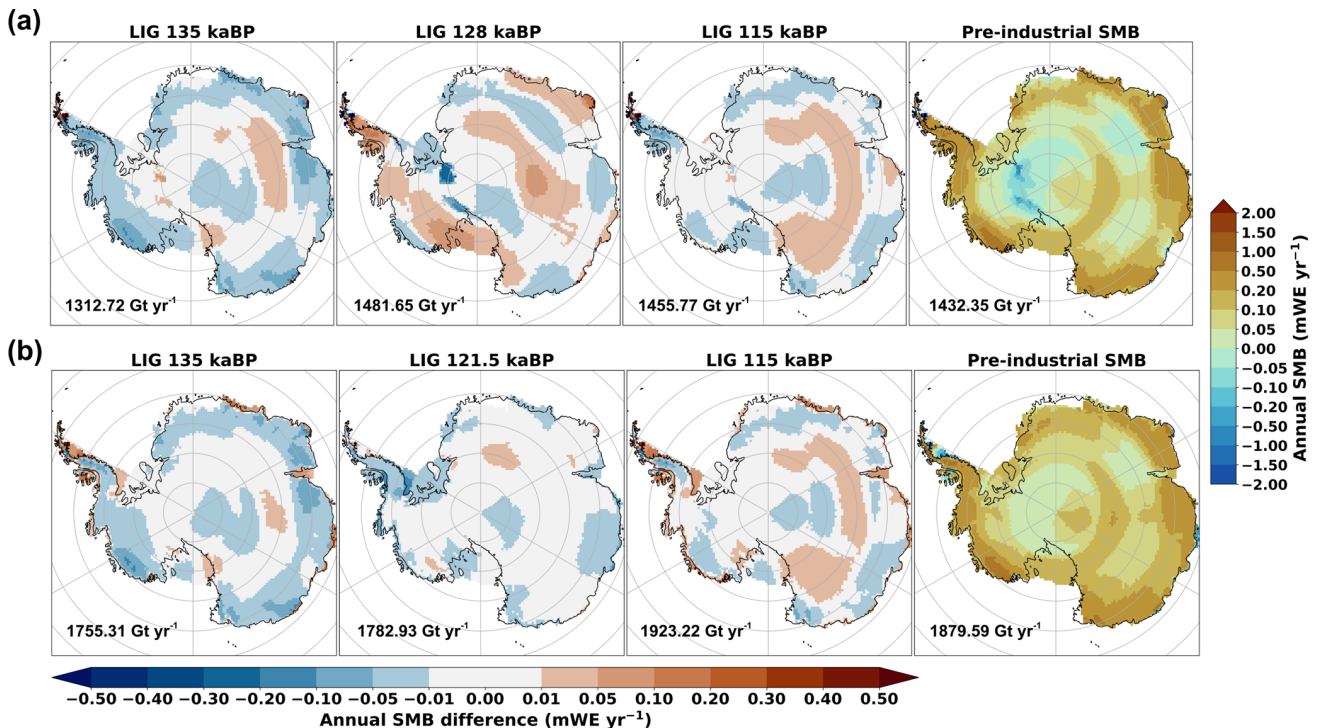 (a)
LIG 135 kaBP
LIG 128 kaBP
LIG 115 kaBP
Pre-industrial SMB
1312.72 Gt yr⁻¹
1481.65 Gt yr⁻¹
1455.77 Gt yr⁻¹
1432.35 Gt yr⁻¹
(b)
LIG 135 kaBP
LIG 121.5 kaBP
LIG 115 kaBP
Pre-industrial SMB
1755.31 Gt yr⁻¹
1782.93 Gt yr⁻¹
1923.22 Gt yr⁻¹
1879.59 Gt yr⁻¹
2.00
1.50
1.00
0.50
0.20
0.10
0.05
0.00
−0.05
−0.10
−0.20
−0.50
−1.00
−1.50
−2.00
Annual SMB (mWE yr⁻¹)
−0.50 −0.40 −0.30 −0.20 −0.10 −0.05 −0.01 0.00 0.01 0.05 0.10 0.20 0.30 0.40 0.50
Annual SMB difference (mWE yr⁻¹)